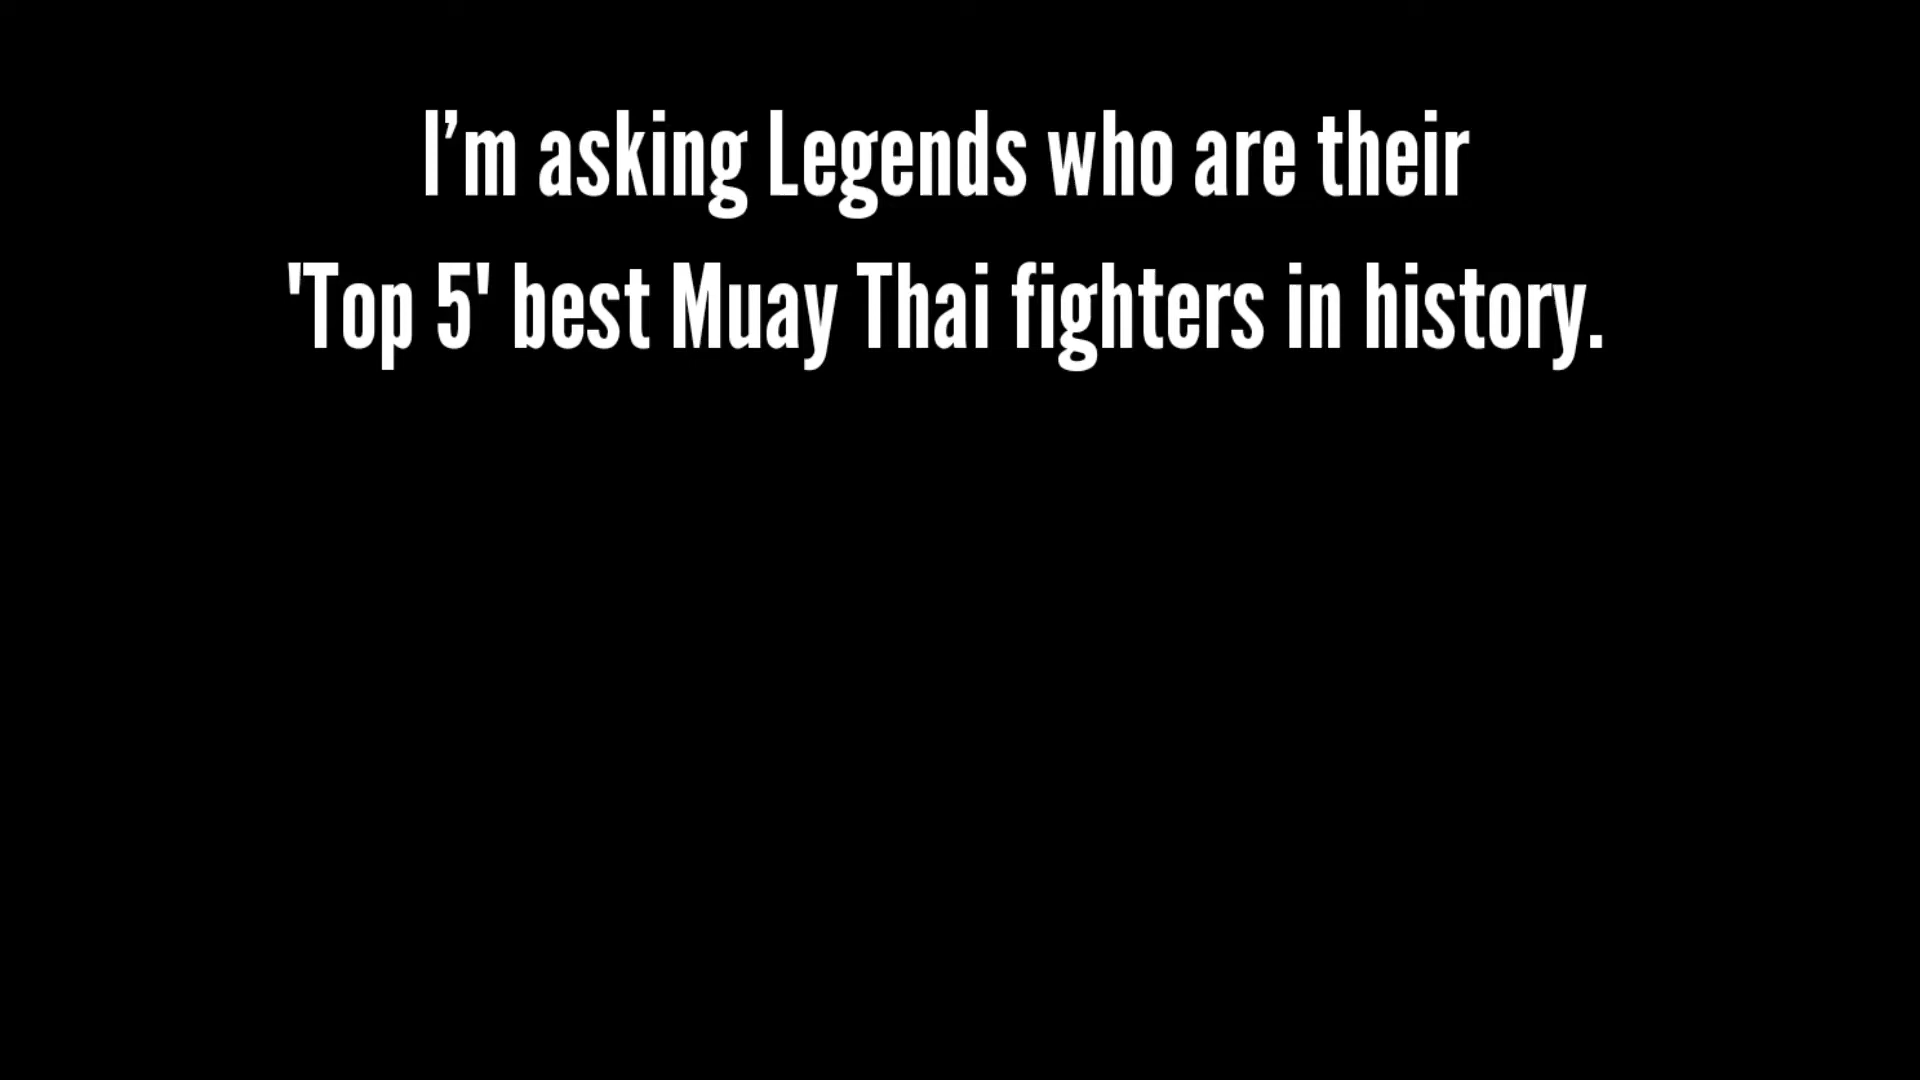 I’m asking Legends who are their
'Top 5' best Muay Thai fighters in history.